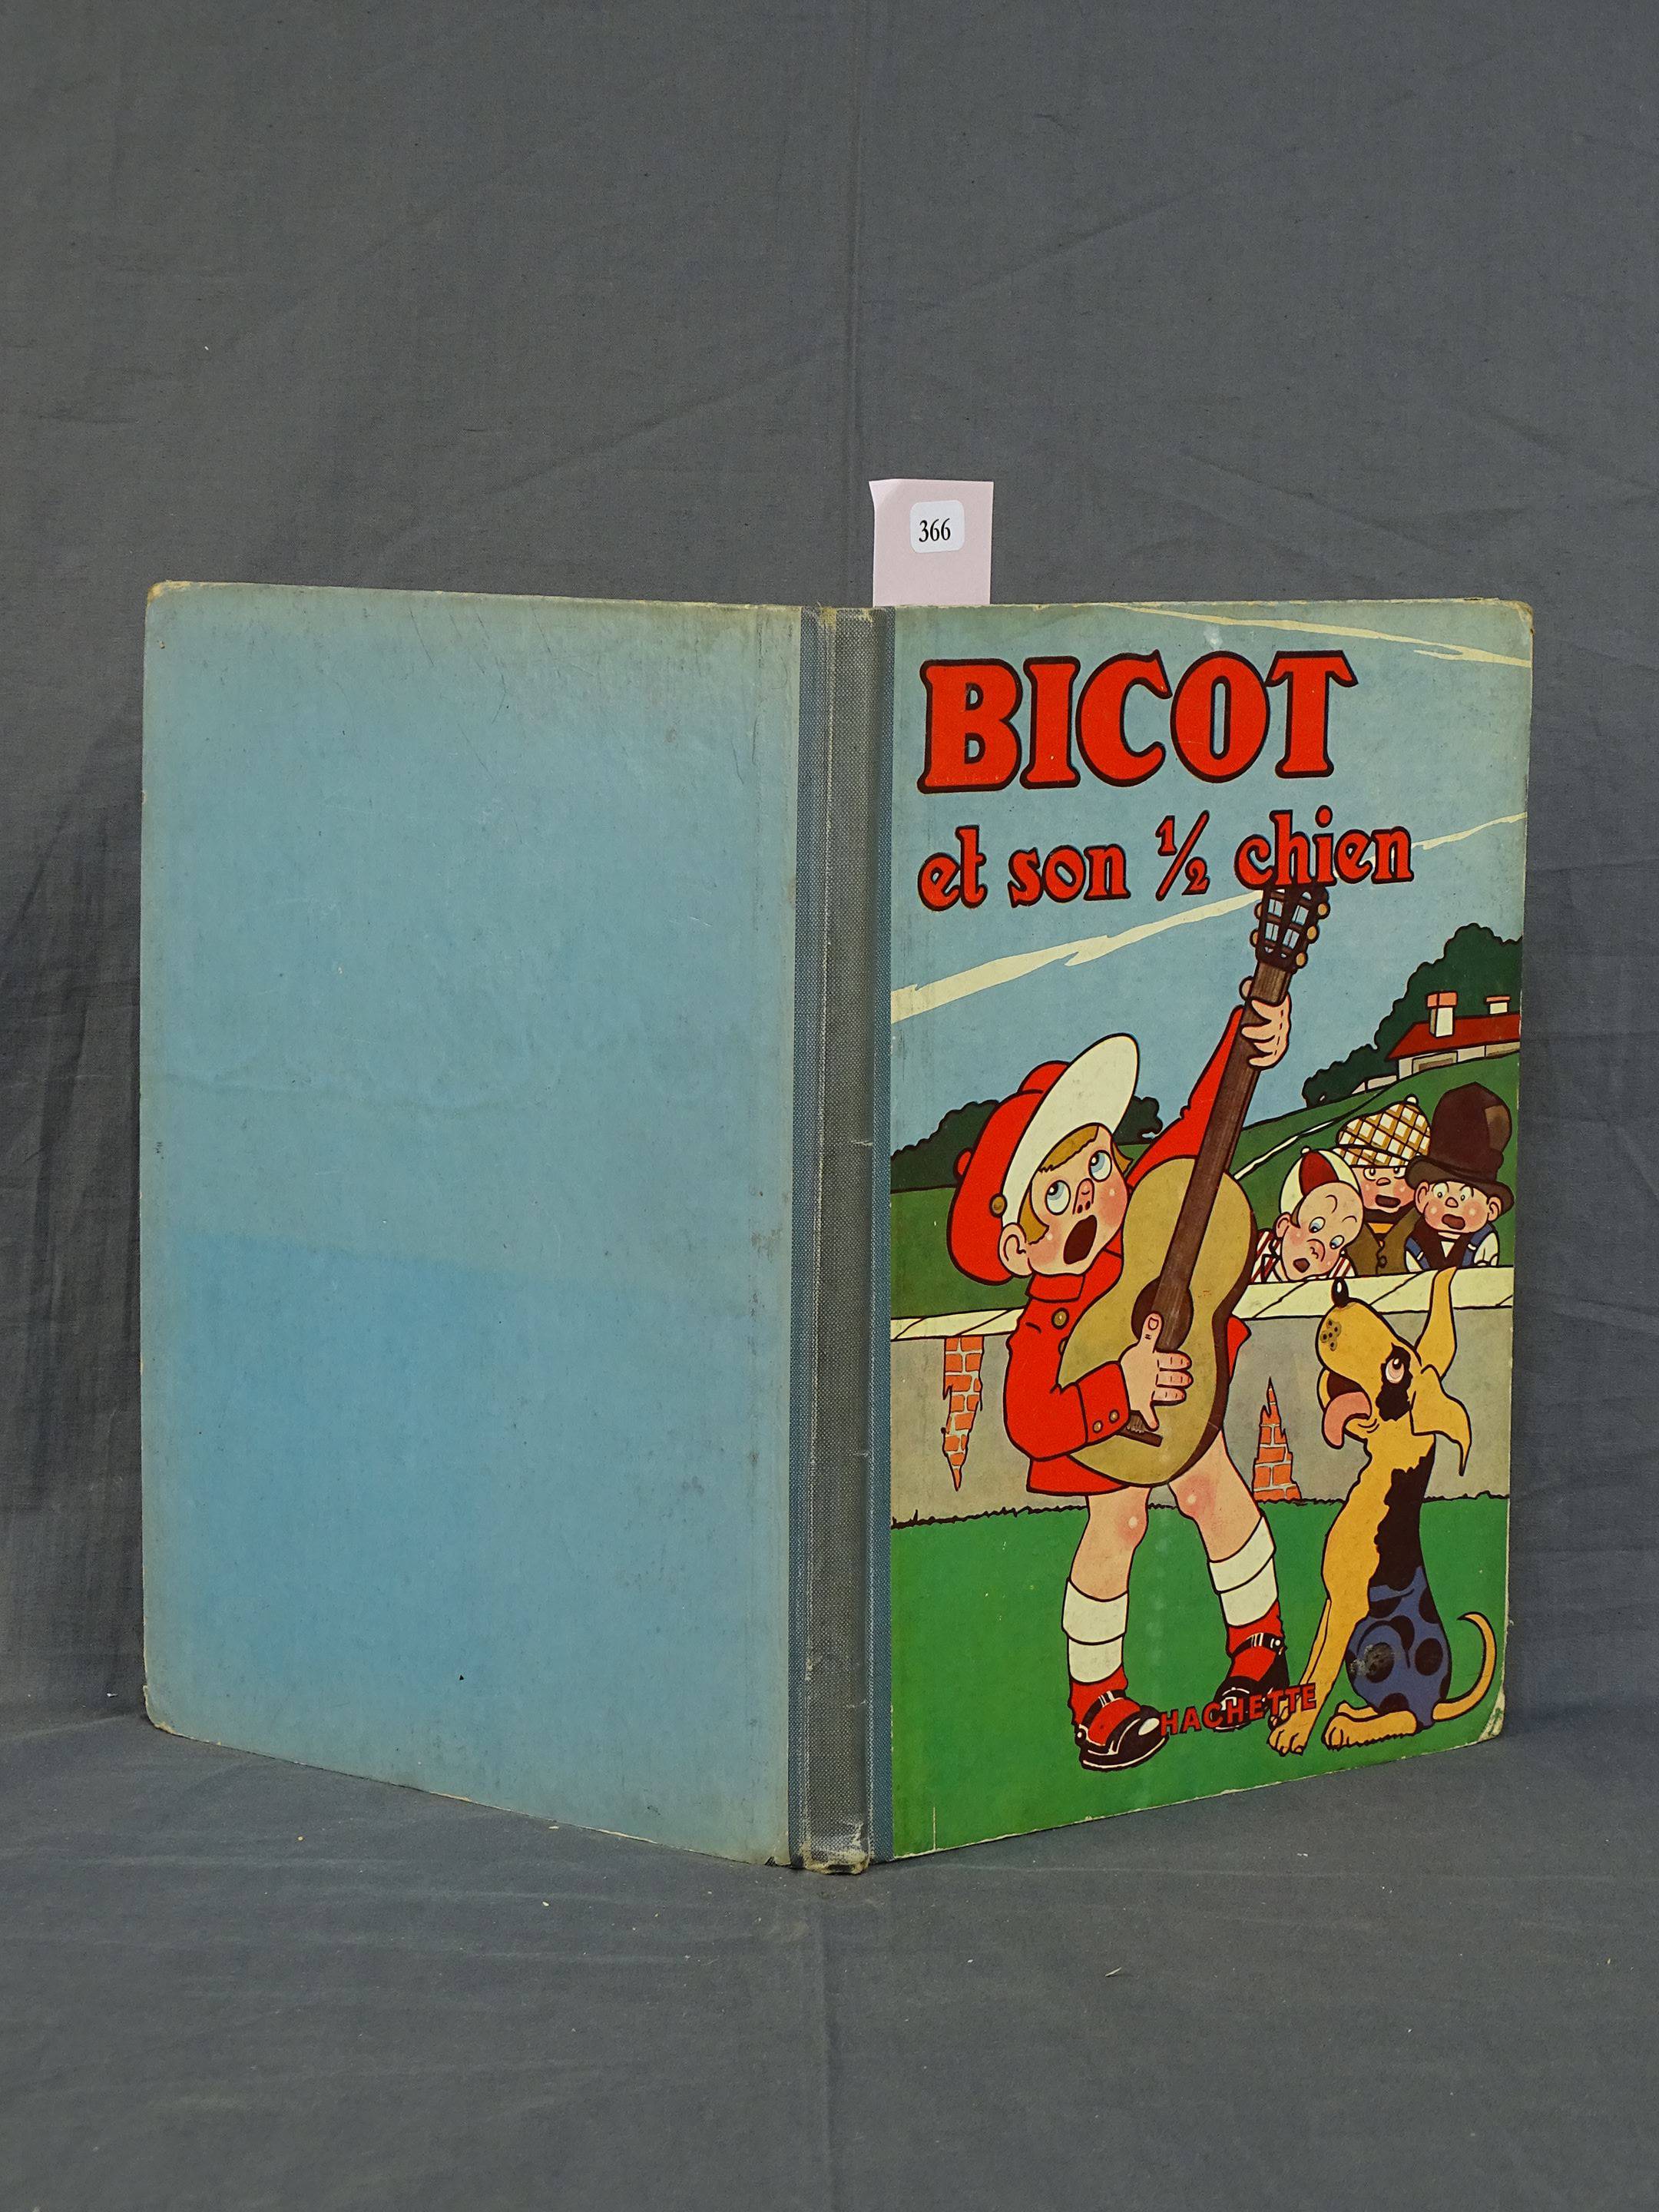 366
BICOT
et son 1/2 chien
HACHETTE